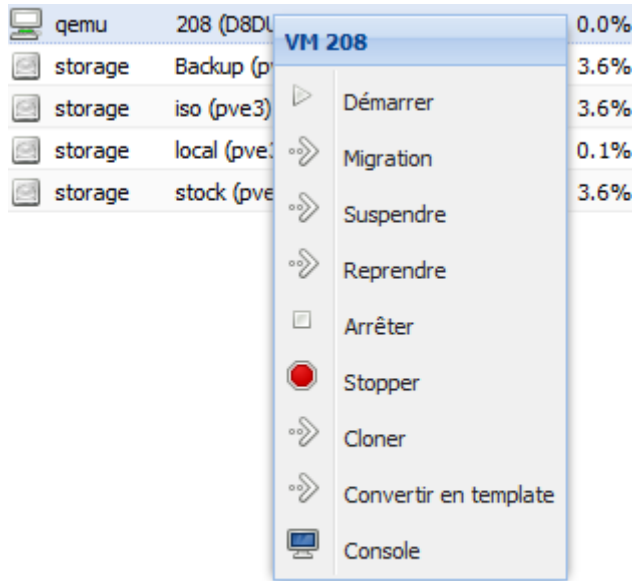 qemu 208 (D8DU 0.0%
VM 208
storage Backup (p 3.6%
storage iso (pve3) 3.6%
storage local (pve 0.1%
storage stock (pve 3.6%
Démarrer
Migration
Suspendre
Reprendre
Arrêter
Stopper
Cloner
Convertir en template
Console